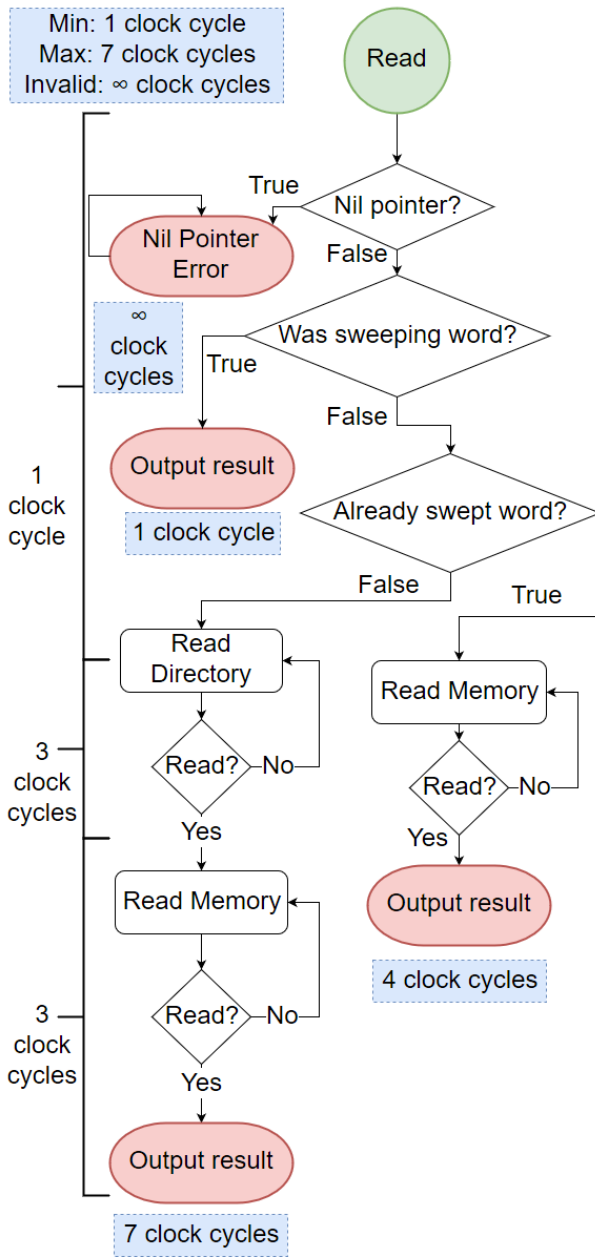 Min: 1 clock cycle
Max: 7 clock cycles
Invalid: ∞ clock cycles
Read
True
Nil pointer?
Nil Pointer
Error
False
∞
clock
cycles
Was sweeping word?
True
False
Output result
1 clock cycle
1
clock
cycle
Already swept word?
False
True
Read
Directory
Read Memory
Read?
No
Read?
No
3
clock
cycles
Yes
Yes
Read Memory
Output result
4 clock cycles
Read?
No
3
clock
cycles
Yes
Output result
7 clock cycles